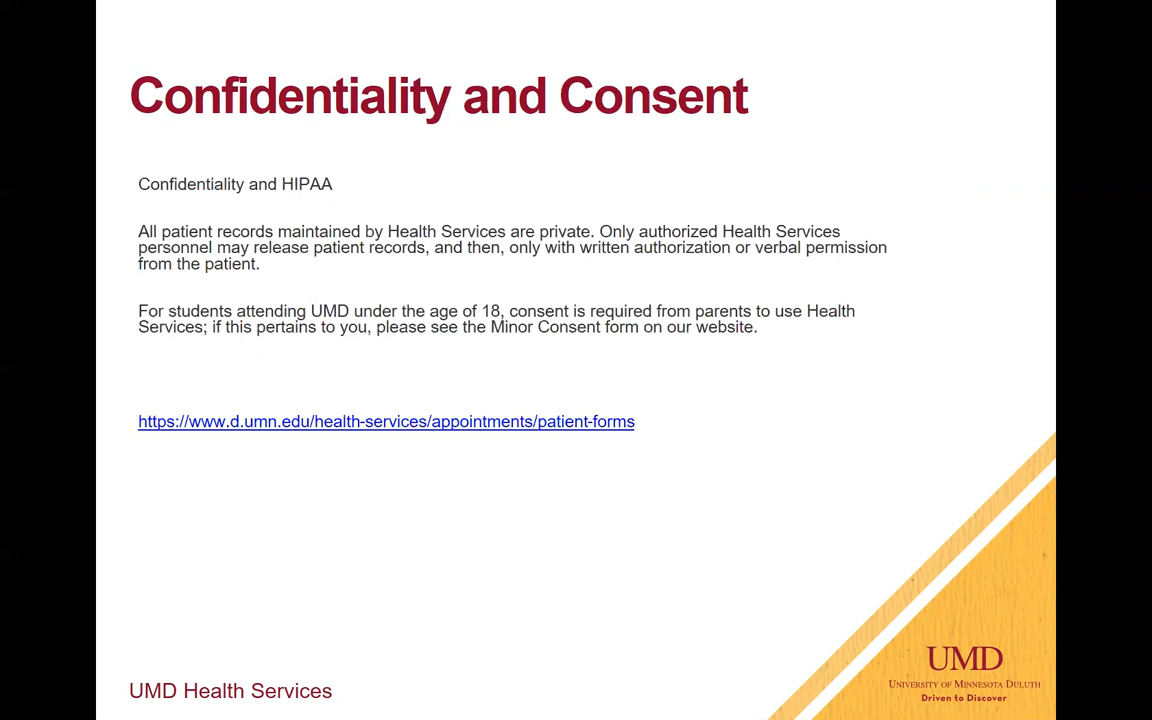 Confidentiality and Consent
Confidentiality and HIPAA
All patient records maintained by Health Services are private. Only authorized Health Services
personnel may release patient records, and then, only with written authorization or verbal permission
from the patient.
For students attending UMD under the age of 18, consent is required from parents to use Health
Services; if this pertains to you, please see the Minor Consent form on our website.
https://www.d.umn.edu/health-services/appointments/patient-forms
UMD Health Services
UMD
University of Minnesota Duluth
Driven to Discover